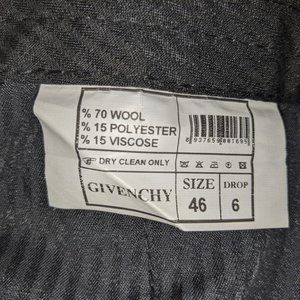 % 70 WOOL
% 15 POLYESTER
% 15 VISCOSE
DRY CLEAN ONLY
GIVENCHY
SIZE
46
DROP
6